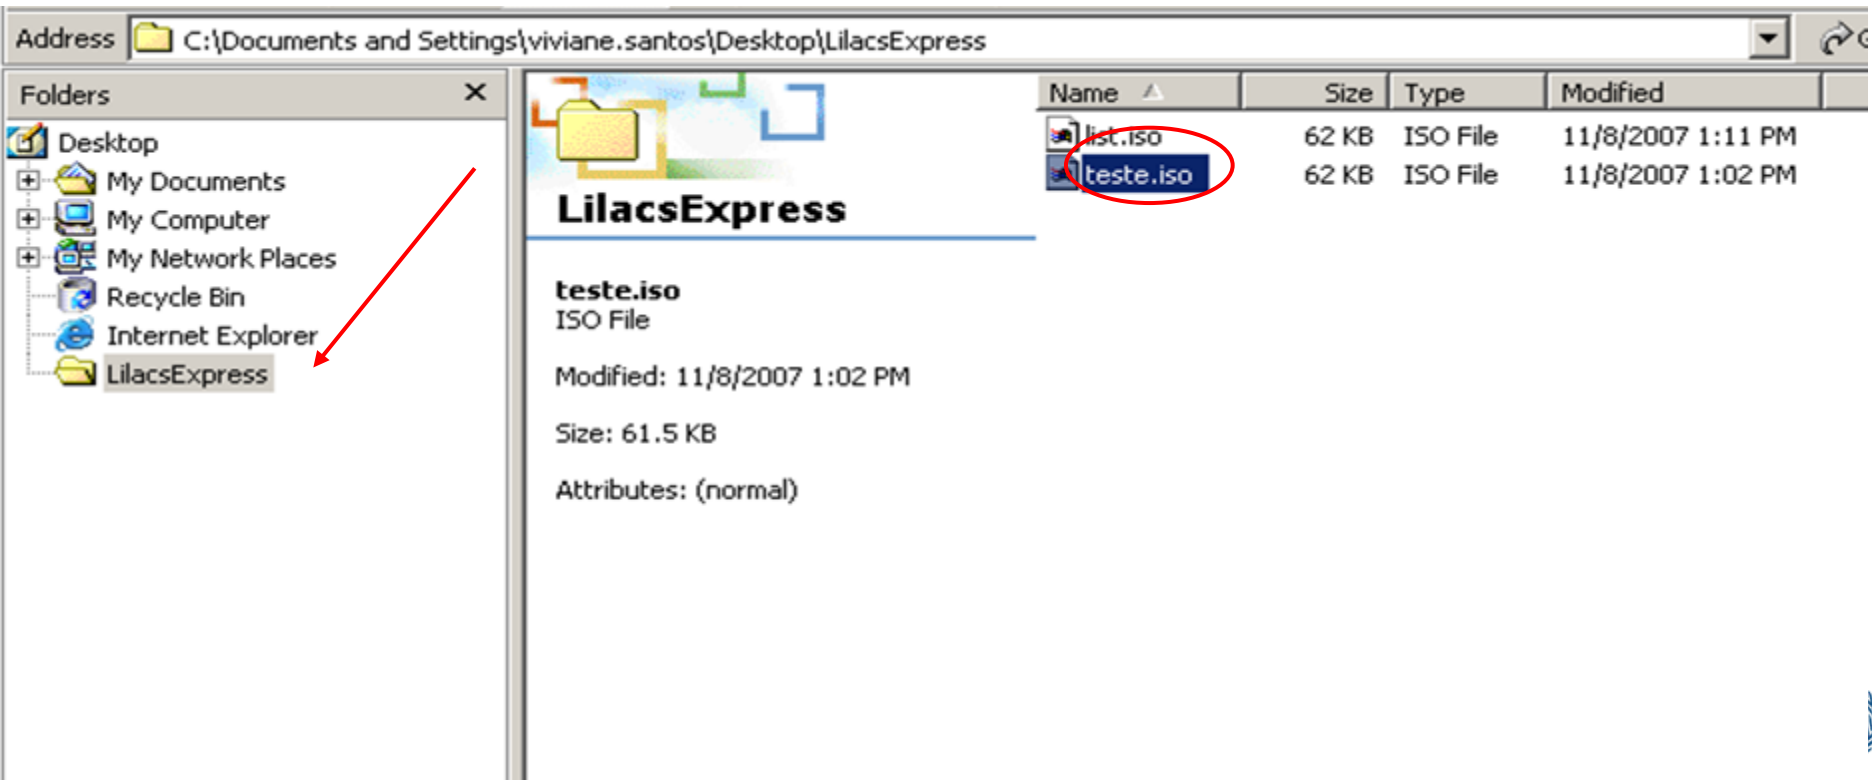 Address C:\Documents and Settings\viviane.santos\Desktop\LilacsExpress
Folders
Desktop
My Documents
My Computer
My Network Places
Recycle Bin
Internet Explorer
LilacsExpress
LilacsExpress
teste.iso
ISO File
Modified: 11/8/2007 1:02 PM
Size: 61.5 KB
Attributes: (normal)
Name Size Type Modified
list.iso 62 KB ISO File 11/8/2007 1:11 PM
teste.iso 62 KB ISO File 11/8/2007 1:02 PM